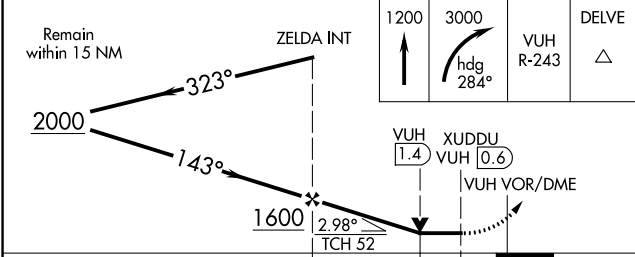 Remain
within 15 NM
ZELDA INT
1200
3000
hdg
284°
VUH
R-243
DELVE
323°
2000
143°
VUH
1.4
XUDDU
VUH 0.6
VUH VOR/DME
1600
2.98°
TCH 52